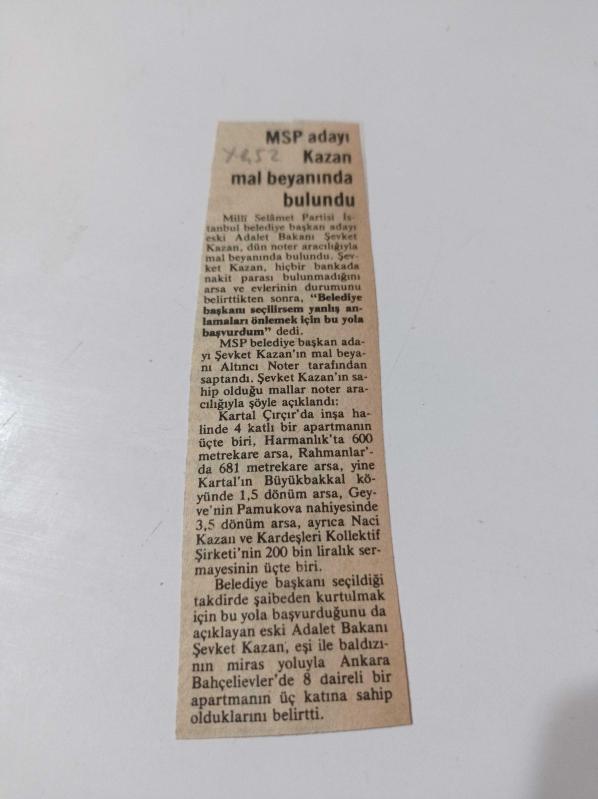 MSP adayı
Kazan
mal beyanında
bulundu
Millî Selâmet Partisi İs-
tanbul belediye başkan adayı
eski Adalet Bakanı Şevket
Kazan, dün noter aracılığıyla
mal beyanında bulundu. Şev-
ket Kazan, hiçbir bankada
nakit parası bulunmadığını
arsa ve evlerinin durumunu
belirttikten sonra, “Belediye
başkanı seçilirsem yanlış an-
lamaları önlemek için bu yola
başvurdum” dedi.
MSP belediye başkan ada-
yı Şevket Kazan'ın mal beya-
nı Altıncı Noter tarafından
saptandı. Şevket Kazan'ın sa-
hip olduğu mallar noter ara-
cılığıyla şöyle açıklandı:
Kartal Çırçır'da inşa ha-
linde 4 katlı bir apartmanın
üçte biri, Harmanlık'ta 600
metrekare arsa, Rahmanlar'-
da 681 metrekare arsa, yine
Kartal'ın Büyükbakkal kö-
yünde 1,5 dönüm arsa, Gey-
ve'nin Pamukova nahiyesinde
3,5 dönüm arsa, ayrıca Naci
Kazan ve Kardeşleri Kollektif
Şirketi'nin 200 bin liralık ser-
mayesinin üçte biri.
Belediye başkanı seçildiği
takdirde şaibeden kurtulmak
için bu yola başvurduğunu da
açıklayan eski Adalet Bakanı
Şevket Kazan, eşi ile baldızı-
nın miras yoluyla Ankara
Bahçelievler'de 8 daireli bir
apartmanın üç katına sahip
olduklarını belirtti.